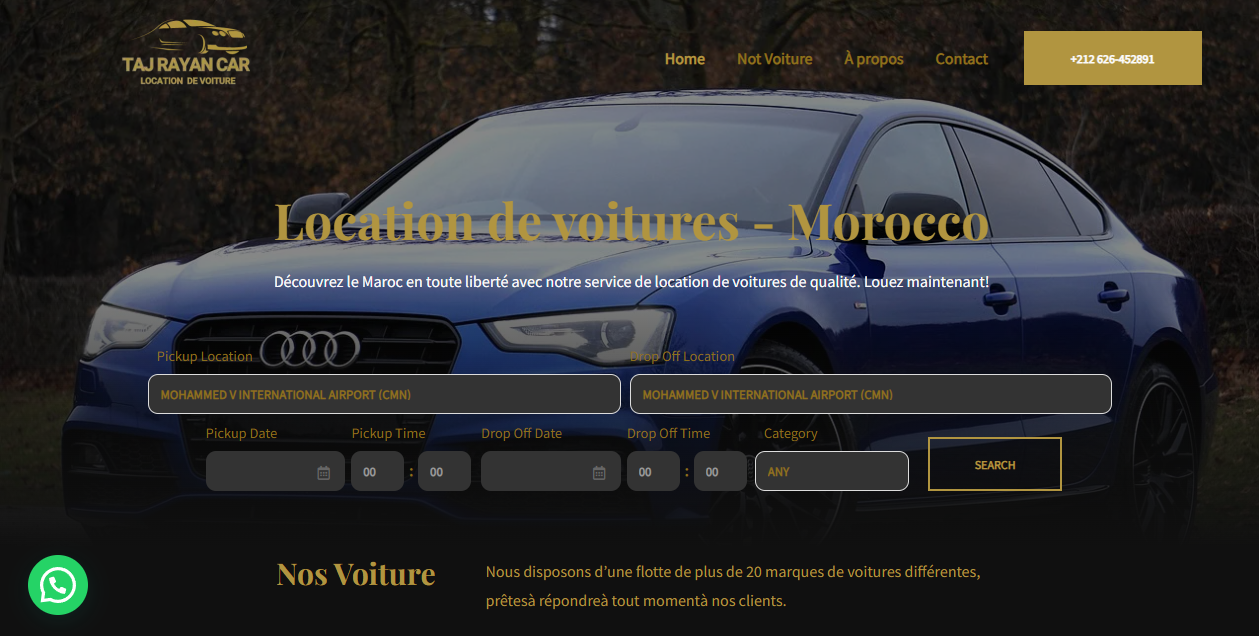 TAJ RAYAN CAR
LOCATION DE VOITURE
Home Not Voiture À propos Contact +212 626-452891
Location de voitures - Morocco
Découvrez le Maroc en toute liberté avec notre service de location de voitures de qualité. Louez maintenant!
Pickup Location Drop Off Location
MOHAMMED V INTERNATIONAL AIRPORT (CMN) MOHAMMED V INTERNATIONAL AIRPORT (CMN)
Pickup Date Pickup Time Drop Off Date Drop Off Time Category
00 : 00 00 : 00 ANY SEARCH
Nos Voiture
Nous disposons d’une flotte de plus de 20 marques de voitures différentes,
prêtesà répondreà tout momentà nos clients.